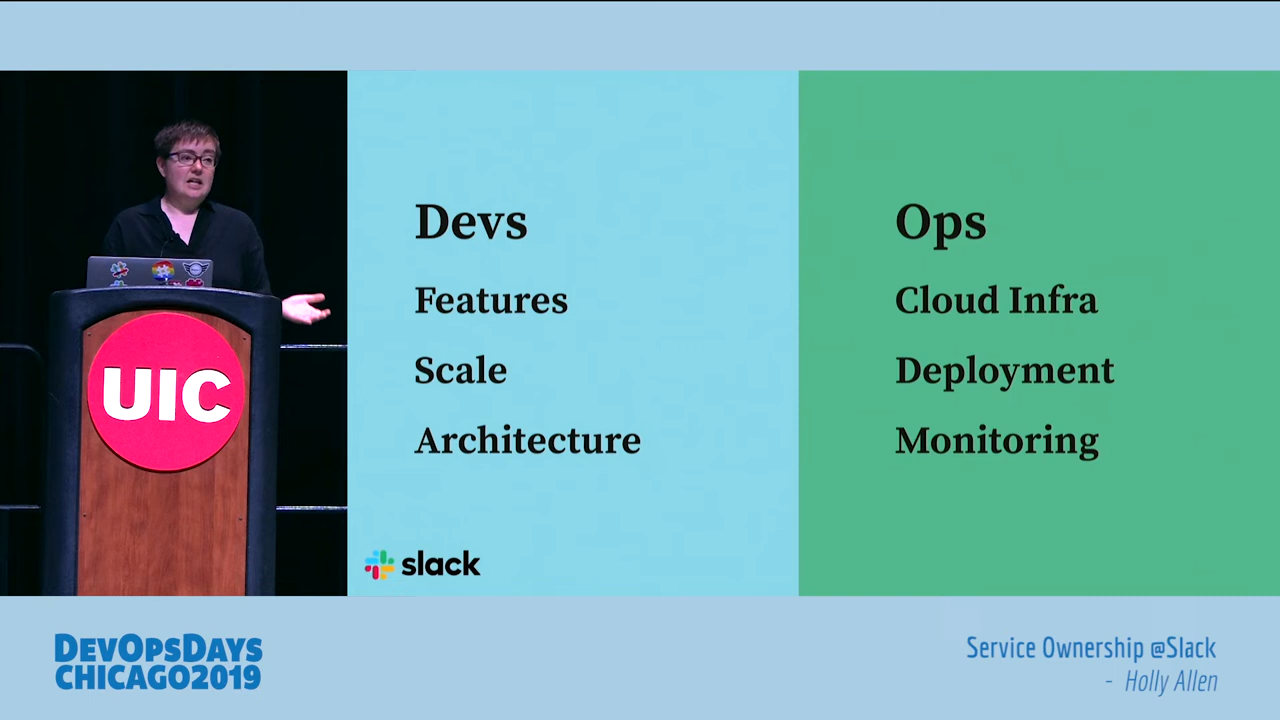 UIC
Devs
Features
Scale
Architecture
slack
Ops
Cloud Infra
Deployment
Monitoring
DEVOPSDAYS
CHICAGO2019
Service Ownership @Slack
- Holly Allen